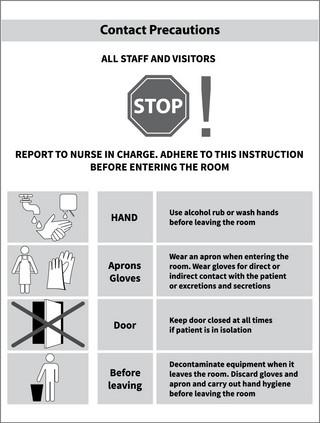 Contact Precautions
ALL STAFF AND VISITORS
STOP
!
REPORT TO NURSE IN CHARGE. ADHERE TO THIS INSTRUCTION
BEFORE ENTERING THE ROOM
HAND
Use alcohol rub or wash hands
before leaving the room
Aprons
Gloves
Wear an apron when entering the
room. Wear gloves for direct or
indirect contact with the patient
or excretions and secretions
Door
Keep door closed at all times
if patient is in isolation
Before
leaving
Decontaminate equipment when it
leaves the room. Discard gloves and
apron and carry out hand hygiene
before leaving the room